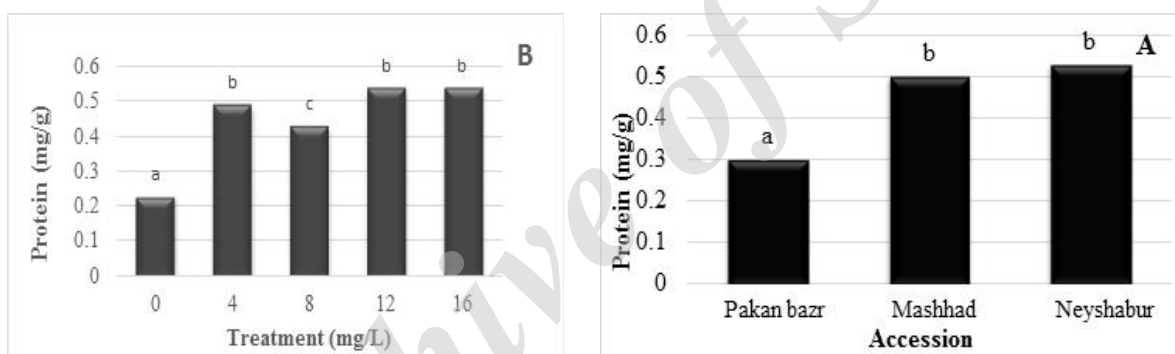 B
Protein (mg/g)
0.6
0.5
0.4
0.3
0.2
0.1
0
a
b
c
b
b
0 4 8 12 16
Treatment (mg/L)
A
Protein (mg/g)
0.6
0.5
0.4
0.3
0.2
0.1
0
a
b
b
Pakan bazr Mashhad Neyshabur
Accession
hive of S